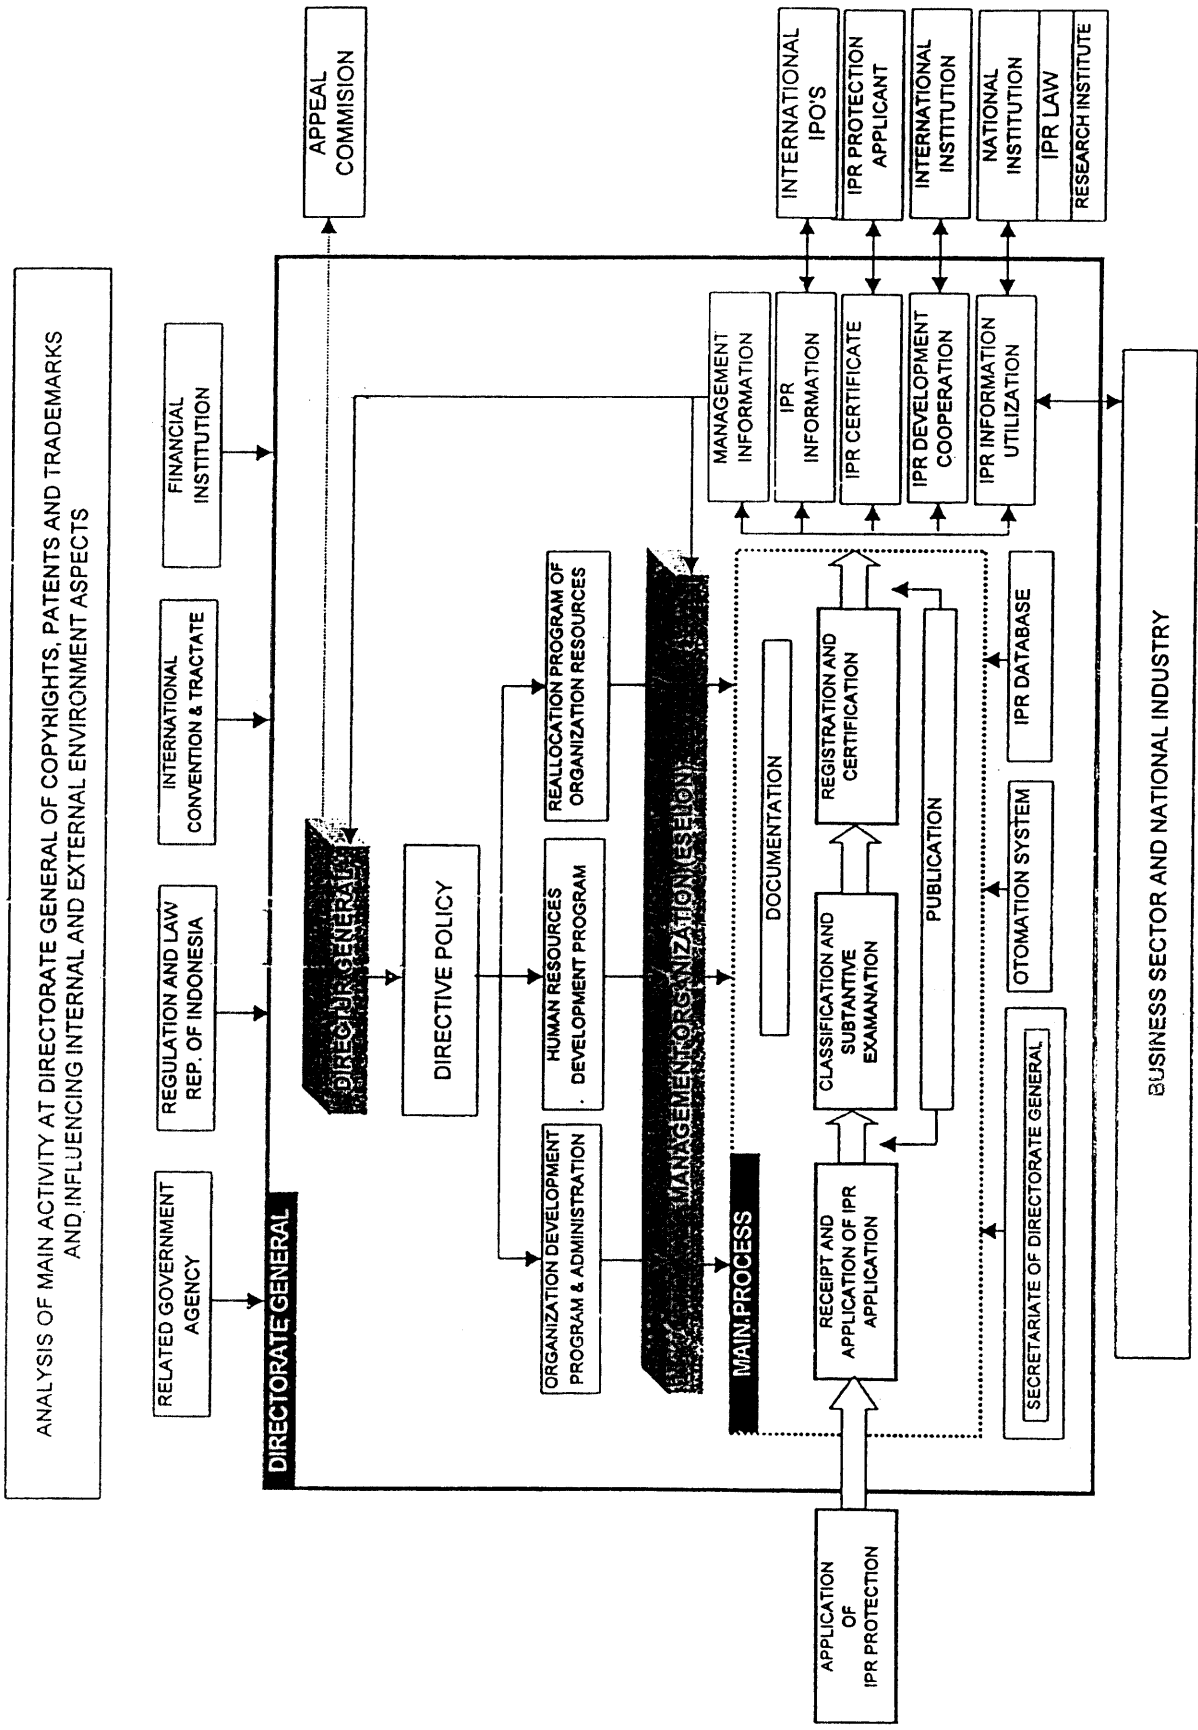 ANALYSIS OF MAIN ACTIVITY AT DIRECTORATE GENERAL OF COPYRIGHTS, PATENTS AND TRADEMARKS
AND INFLUENCING INTERNAL AND EXTERNAL ENVIRONMENT ASPECTS
RELATED GOVERNMENT
AGENCY
REGULATION AND LAW
REP. OF INDONESIA
INTERNATIONAL
CONVENTION & TRACTATE
FINANCIAL
INSTITUTION
APPEAL
COMMISION
DIRECTORATE GENERAL
DIRECTUR GENERAL
DIRECTIVE POLICY
ORGANIZATION DEVELOPMENT
PROGRAM & ADMINISTRATION
HUMAN RESOURCES
DEVELOPMENT PROGRAM
REALLOCATION PROGRAM OF
ORGANIZATION RESOURCES
MANAGEMENT ORGANIZATION (ESELON)
MAIN PROCESS
DOCUMENTATION
APPLICATION
OF
IPR PROTECTION
RECEIPT AND
APPLICATION OF IPR
APPLICATION
CLASSIFICATION AND
SUBTANTIVE
EXAMANATION
REGISTRATION AND
CERTIFICATION
PUBLICATION
SECRETARIATE OF DIRECTORATE GENERAL
OTOMATION SYSTEM
IPR DATABASE
MANAGEMENT
INFORMATION
IPR
INFORMATION
IPR CERTIFICATE
IPR DEVELOPMENT
COOPERATION
IPR INFORMATION
UTILIZATION
INTERNATIONAL
IPO'S
IPR PROTECTION
APPLICANT
INTERNATIONAL
INSTITUTION
NATIONAL
INSTITUTION
IPR LAW
RESEARCH INSTITUTE
BUSINESS SECTOR AND NATIONAL INDUSTRY